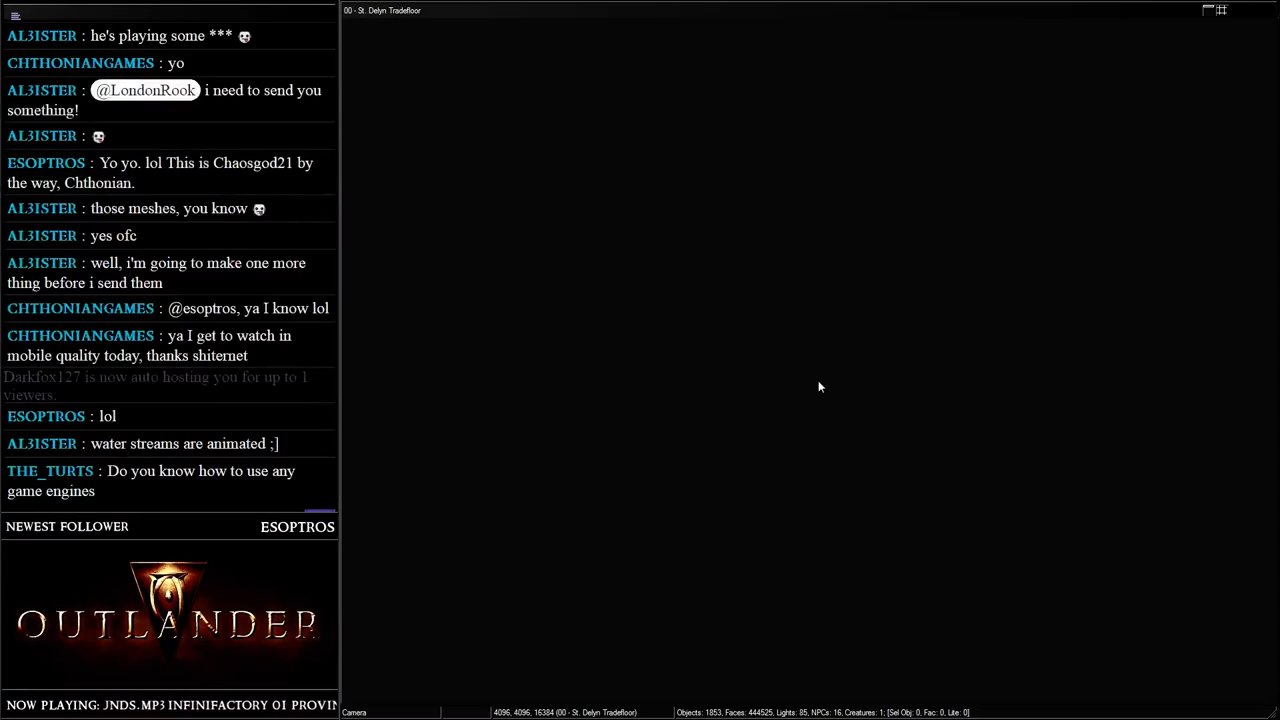 AL3ISTER : he's playing some ***
CHTHONIANGAMES : yo
AL3ISTER : @LondonRook i need to send you
something!
AL3ISTER :
ESOPTROS : Yo yo. lol This is Chaosgod21 by
the way, Chthonian.
AL3ISTER : those meshes, you know
AL3ISTER : yes ofc
AL3ISTER : well, i'm going to make one more
thing before i send them
CHTHONIANGAMES : @esoptros, ya I know lol
CHTHONIANGAMES : ya I get to watch in
mobile quality today, thanks shiternet
Darkfox127 is now auto hosting you for up to 1
viewers.
ESOPTROS : lol
AL3ISTER : water streams are animated ;]
THE_TURTS : Do you know how to use any
game engines
NEWEST FOLLOWER ESOPTROS
OUTLANDER
NOW PLAYING: JNDS.MP3 INFINIFACTORY 01 PROVIN
00 - St. Delyn Tradefloor
Camera
4096, 4096, 16384 (00 - St. Delyn Tradefloor)
Objects: 1853, Faces: 444525, Lights: 85, NPCs: 16, Creatures: 1; [Sel Obj: 0, Fac: 0, Lite: 0]